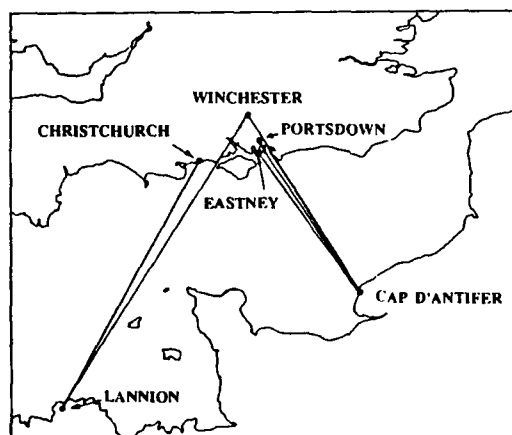 WINCHESTER
PORTSDOWN
CHRISTCHURCH
EASTNEY
CAP D'ANTIFER
LANNION